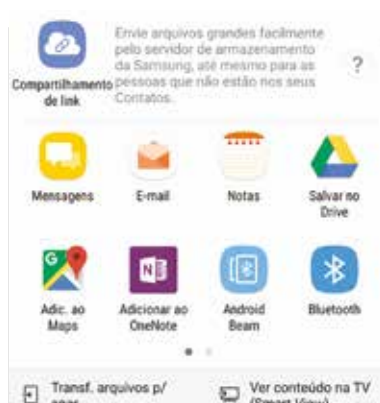 Envie arquivos grandes facilmente
pelo servidor de armazenamento
da Samsung, até mesmo para as
pessoas que não estão nos seus
Contatos.
?
Compartilhamento
de link
Mensagens
E-mail
Notas
Salvar no
Drive
G
N
Adic. ao
Maps
Adicionar ao
OneNote
Android
Beam
Bluetooth
Transf. arquivos p/
Ver conteúdo na TV
(Smart View)